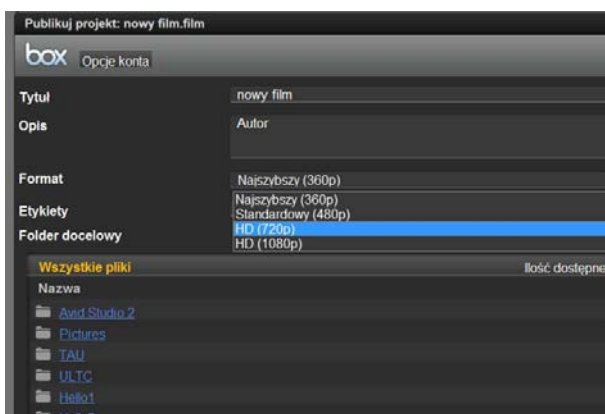 Publikuj projekt: nowy film.film
box Opcje konta
Tytuł nowy film
Opis Autor
Format Najszybszy (360p)
Najszybszy (360p)
Etykiety Standardowy (480p)
HD (720p)
Folder docelowy HD (1080p)
Wszystkie pliki Ilość dostępne
Nazwa
Avid Studio 2
Pictures
TAU
ULTC
Hello1